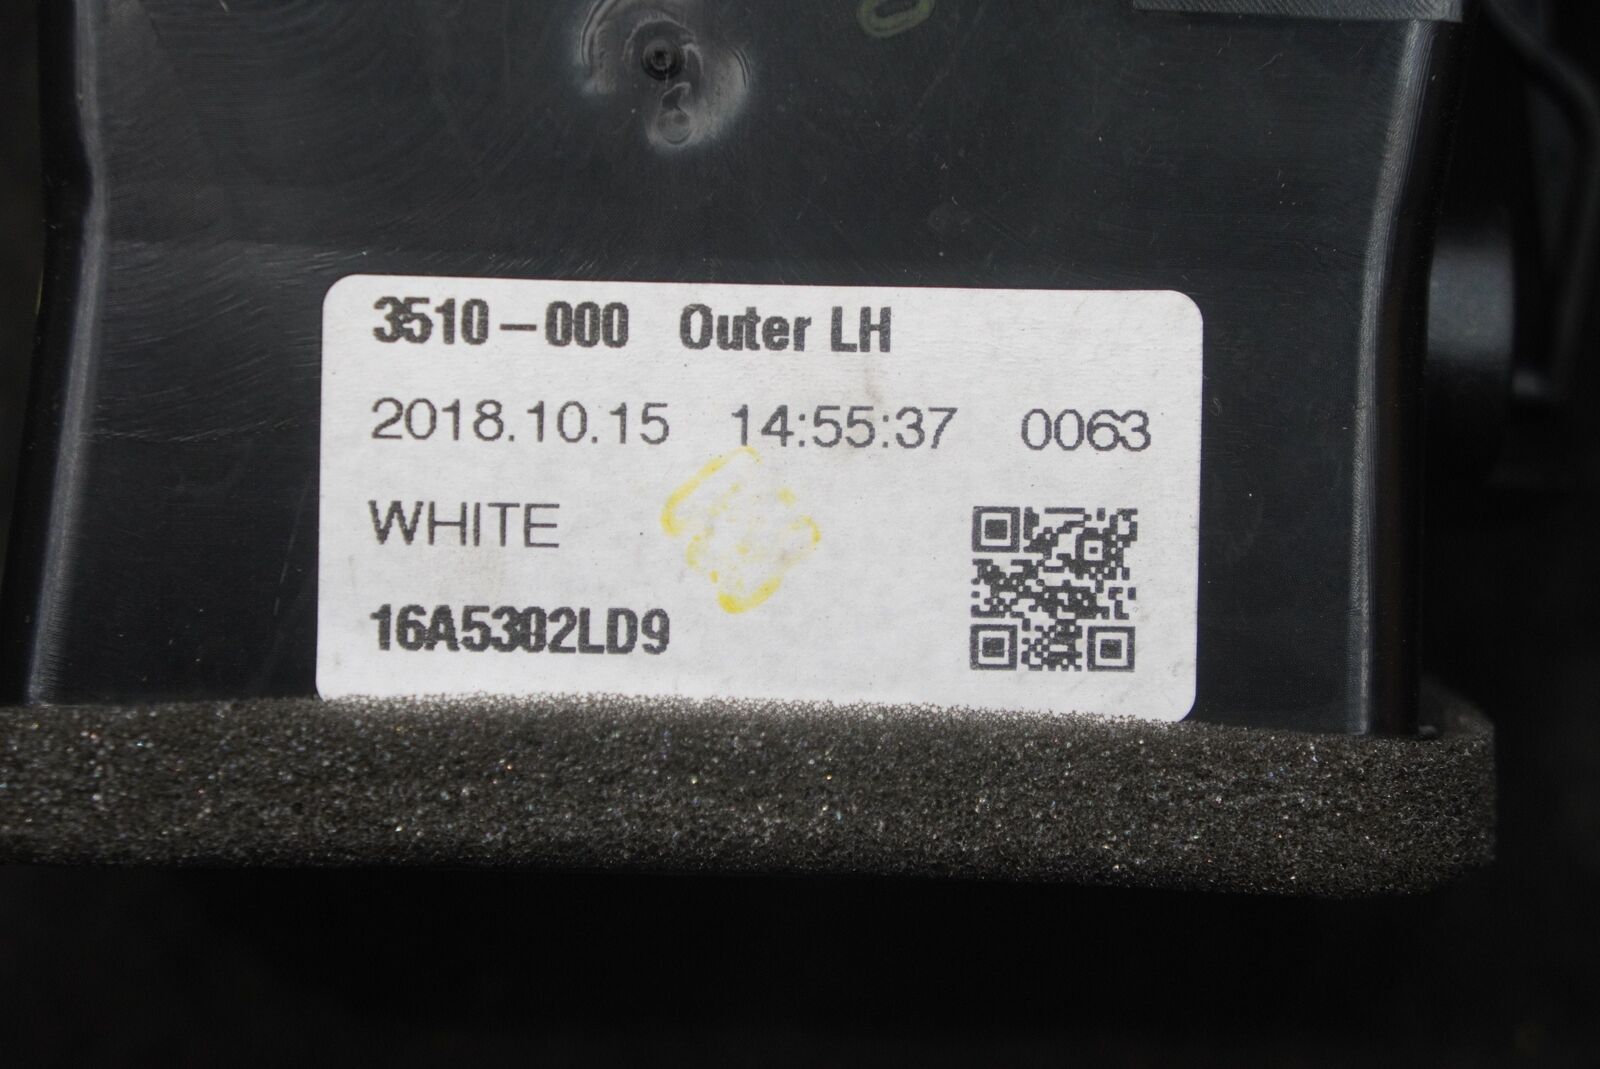 3510-000 Outer LH
2018.10.15 14:55:37 0063
WHITE
16A5302LD9